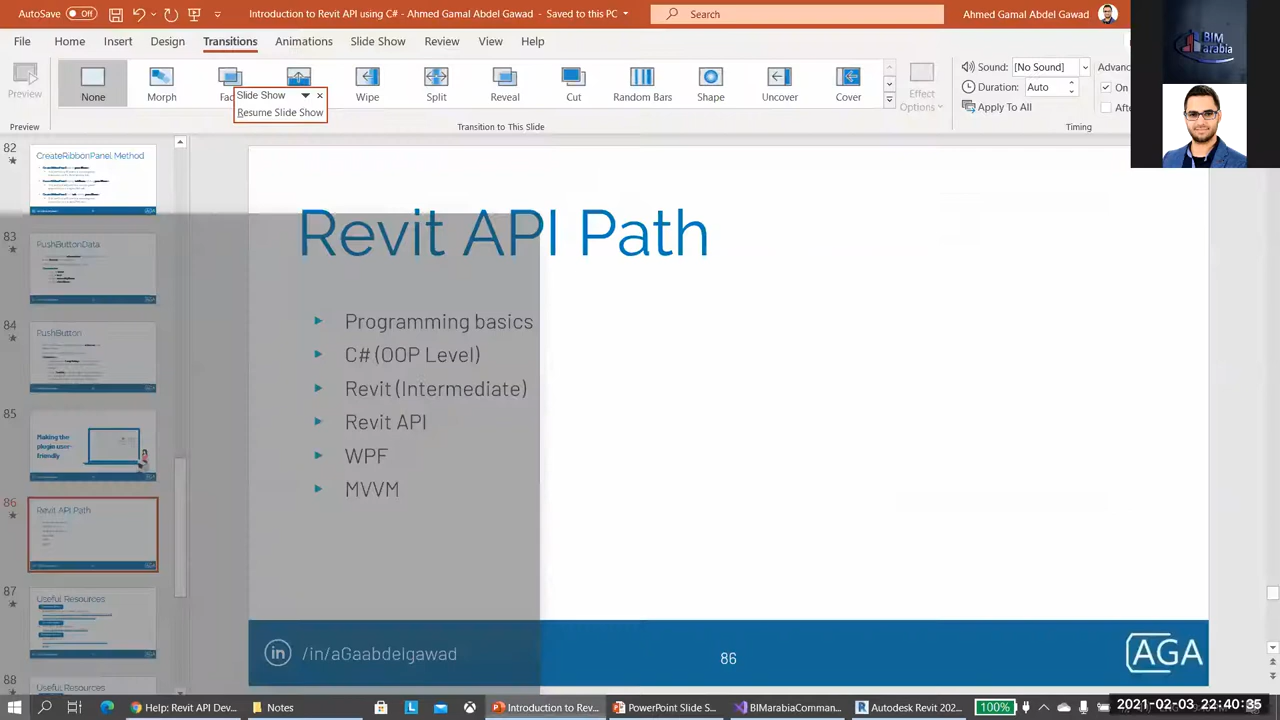 AutoSave Off
Introduction to Revit API using C# - Ahmed Gamal Abdel Gawad - Saved to this PC
Search
Ahmed Gamal Abdel Gawad
File Home Insert Design Transitions Animations Slide Show Review View Help
BIM
arabia
None Morph Fade Wipe Split Reveal Cut Random Bars Shape Uncover Cover
Slide Show
Resume Slide Show
Effect
Options
Sound: [No Sound]
Duration: Auto
Apply To All
Advanc
On
After
Preview
Transition to This Slide
Timing
82
CreateRibbonPanel Method
83
PushButtonData
84
PushButton
85
Making the
plugin user-
friendly
86
Revit API Path
87
Useful Resources
88
Useful Resources
Revit API Path
Programming basics
C# (OOP Level)
Revit (Intermediate)
Revit API
WPF
MVVM
in /in/aGaabdelgawad
86
AGA
Help: Revit API Dev...
Notes
Introduction to Rev...
PowerPoint Slide S...
BIMarabiaComman...
Autodesk Revit 202...
100%
2021-02-03 22:40:35